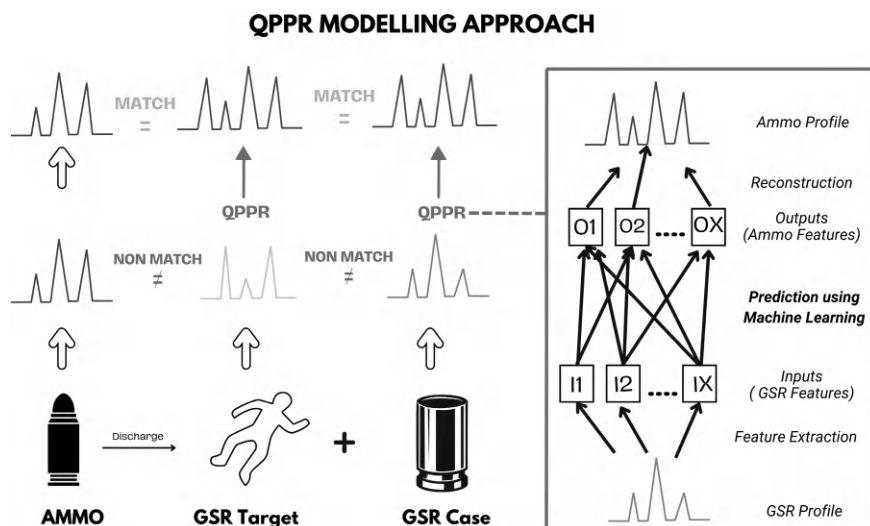 QPPR MODELLING APPROACH
MATCH
=
MATCH
=
QPPR
QPPR
NON MATCH
≠
NON MATCH
≠
Discharge
+
AMMO
GSR Target
GSR Case
Ammo Profile
Reconstruction
O1 O2 .... OX
Outputs
(Ammo Features)
Prediction using
Machine Learning
I1 I2 .... IX
Inputs
( GSR Features)
Feature Extraction
GSR Profile